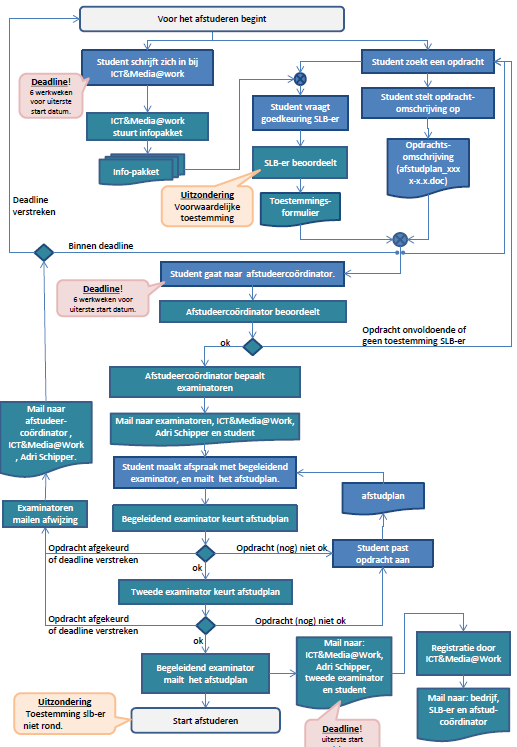 Voor het afstuderen begint
Student schrijft zich in bij
ICT&Media@work
Student zoekt een opdracht
Deadline!
6 werkweken
voor uiterste
start datum.
ICT&Media@work
stuurt infopakket
Info-pakket
Student vraagt
goedkeuring SLB-er
Student stelt opdracht-
omschrijving op
SLB-er beoordeelt
Opdrachts-
omschrijving
(afstudplan_xxx
x-x.x.doc)
Uitzondering
Voorwaardelijke
toestemming
Toestemmings-
formulier
Deadline
verstreken
Binnen deadline
Student gaat naar afstudeercoördinator.
Deadline!
6 werkweken voor
uiterste start datum.
Afstudeercoördinator beoordeelt
ok
Opdracht onvoldoende of
geen toestemming SLB-er
Afstudeercoördinator bepaalt
examinatoren
Mail naar
afstudeer-
coördinator ,
ICT&Media@Work
, Adri Schipper.
Mail naar examinatoren, ICT&Media@Work,
Adri Schipper en student
Student maakt afspraak met begeleidend
examinator, en mailt het afstudplan.
afstudplan
Examinatoren
mailen afwijzing
Begeleidend examinator keurt afstudplan
Opdracht afgekeurd
of deadline verstreken
Opdracht (nog) niet ok
Student past
opdracht aan
ok
Tweede examinator keurt afstudplan
Opdracht afgekeurd
of deadline verstreken
Opdracht (nog) niet ok
ok
Begeleidend examinator
mailt het afstudplan
Mail naar:
ICT&Media@Work,
Adri Schipper,
tweede examinator
en student
Registratie door
ICT&Media@Work
Mail naar: bedrijf,
SLB-er en afstud-
coördinator
Uitzondering
Toestemming slb-er
niet rond.
Start afstuderen
Deadline!
uiterste start